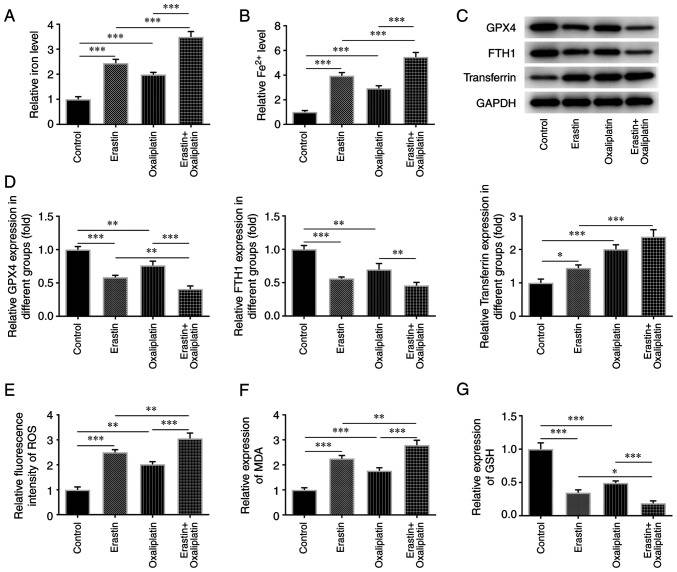 A
Relative iron level
4
3
2
1
0
***
***
***
***
Control
Erastin
Oxaliplatin
Erastin+
Oxaliplatin
B
Relative Fe2+ level
8
6
4
2
0
***
***
***
***
Control
Erastin
Oxaliplatin
Erastin+
Oxaliplatin
C
GPX4
FTH1
Transferrin
GAPDH
Control
Erastin
Oxaliplatin
Erastin+
Oxaliplatin
D
Relative GPX4 expression in
different groups (fold)
1.5
1.0
0.5
0.0
**
***
***
**
Control
Erastin
Oxaliplatin
Erastin+
Oxaliplatin
Relative FTH1 expression in
different groups (fold)
1.5
1.0
0.5
0.0
**
***
**
Control
Erastin
Oxaliplatin
Erastin+
Oxaliplatin
Relative Transferrin expression in
different groups (fold)
3
2
1
0
***
***
*
Control
Erastin
Oxaliplatin
Erastin+
Oxaliplatin
E
Relative fluorescence
intensity of ROS
4
3
2
1
0
**
**
***
***
Control
Erastin
Oxaliplatin
Erastin+
Oxaliplatin
F
Relative expression
of MDA
4
3
2
1
0
**
***
***
***
Control
Erastin
Oxaliplatin
Erastin+
Oxaliplatin
G
Relative expression
of GSH
1.5
1.0
0.5
0.0
***
***
***
*
Control
Erastin
Oxaliplatin
Erastin+
Oxaliplatin